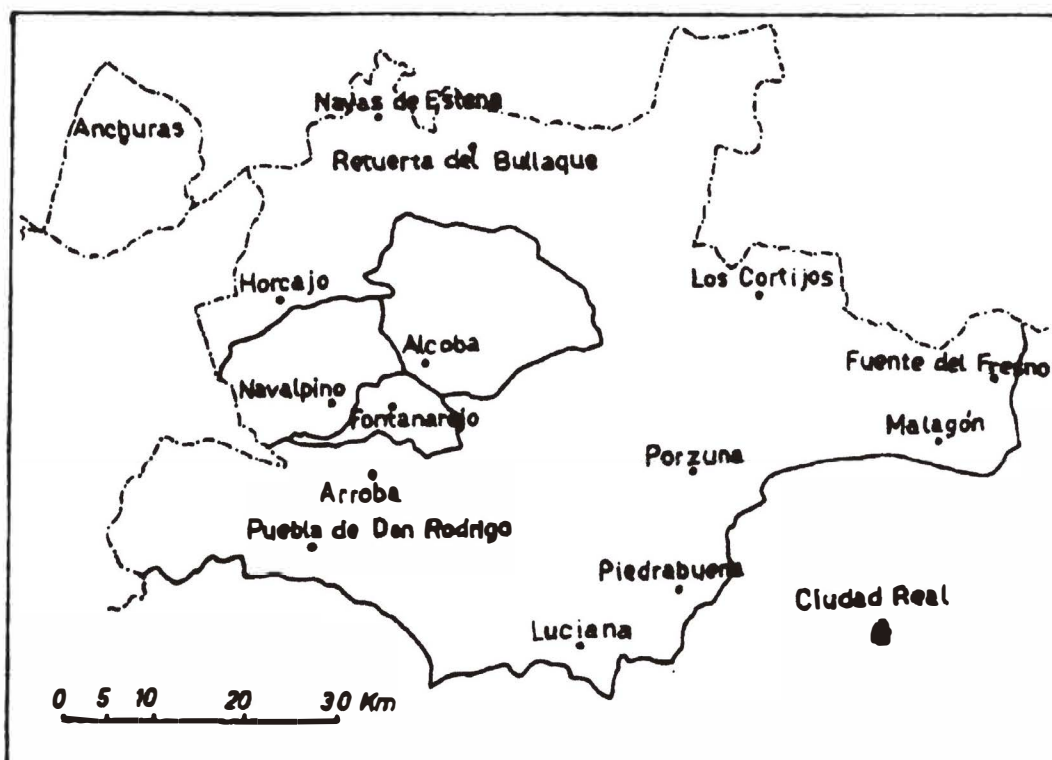 Navas de Estena
Anchuras
Retuerta del Bullaque
Horcajo
Los Cortijos
Alcoba
Fuente del Fresno
Navalpino
Fontanarejo
Malagón
Porzuna
Arroba
Puebla de Don Rodrigo
Piedrabuena
Ciudad Real
Luciana
0 5 10 20 30 Km